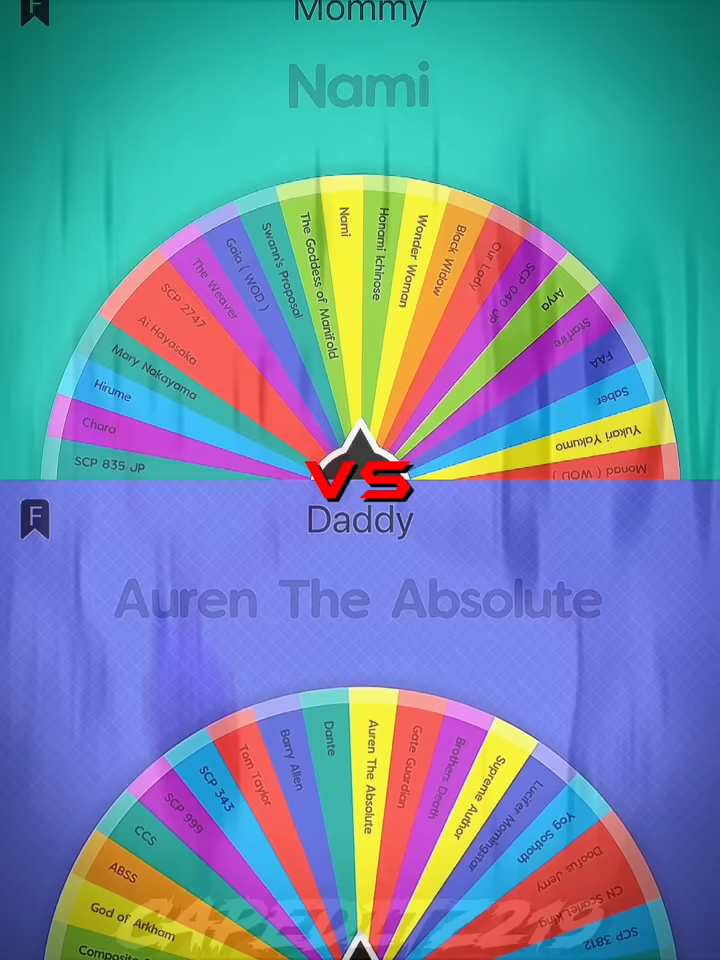 F
Mommy
Nami
SCP 835 JP
Chara
Hirume
Mary Nakayama
Ai Hayasaka
SCP 2747
The Weaver
Gaia ( WOD )
Swann's Proposal
The Goddess of Manifold
Nami
Honami Ichinose
Wonder Woman
Black Widow
Our Lady
SCP 040 JP
Arya
Starfire
FAA
Saber
Yukari Yakumo
Monad ( WOD )
VS
F
Daddy
Auren The Absolute
God of Arkham
ABSS
CCS
SCP 999
SCP 343
Tom Taylor
Barry Allen
Dante
Auren The Absolute
Gate Guardian
Brothers Death
Supreme Author
Lucifer Morningstar
Yog Sothoth
Doofus Jerry
CN Scarlet King
SCP 3812